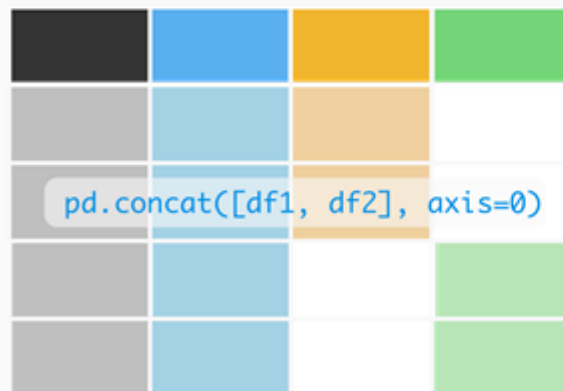 pd.concat([df1, df2], axis=0)